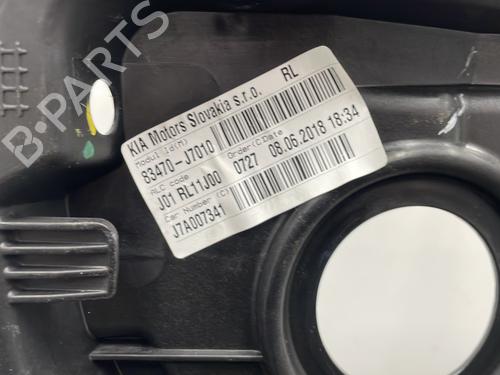 B-PARTS
KIA Motors Slovakia s.r.o. RL
Modul Id(M)
83470-J7010
ALC code Order(C) Date
J01 RL11J00 0727 08.06.2018 18:34
Car Number (C)
J7A007341